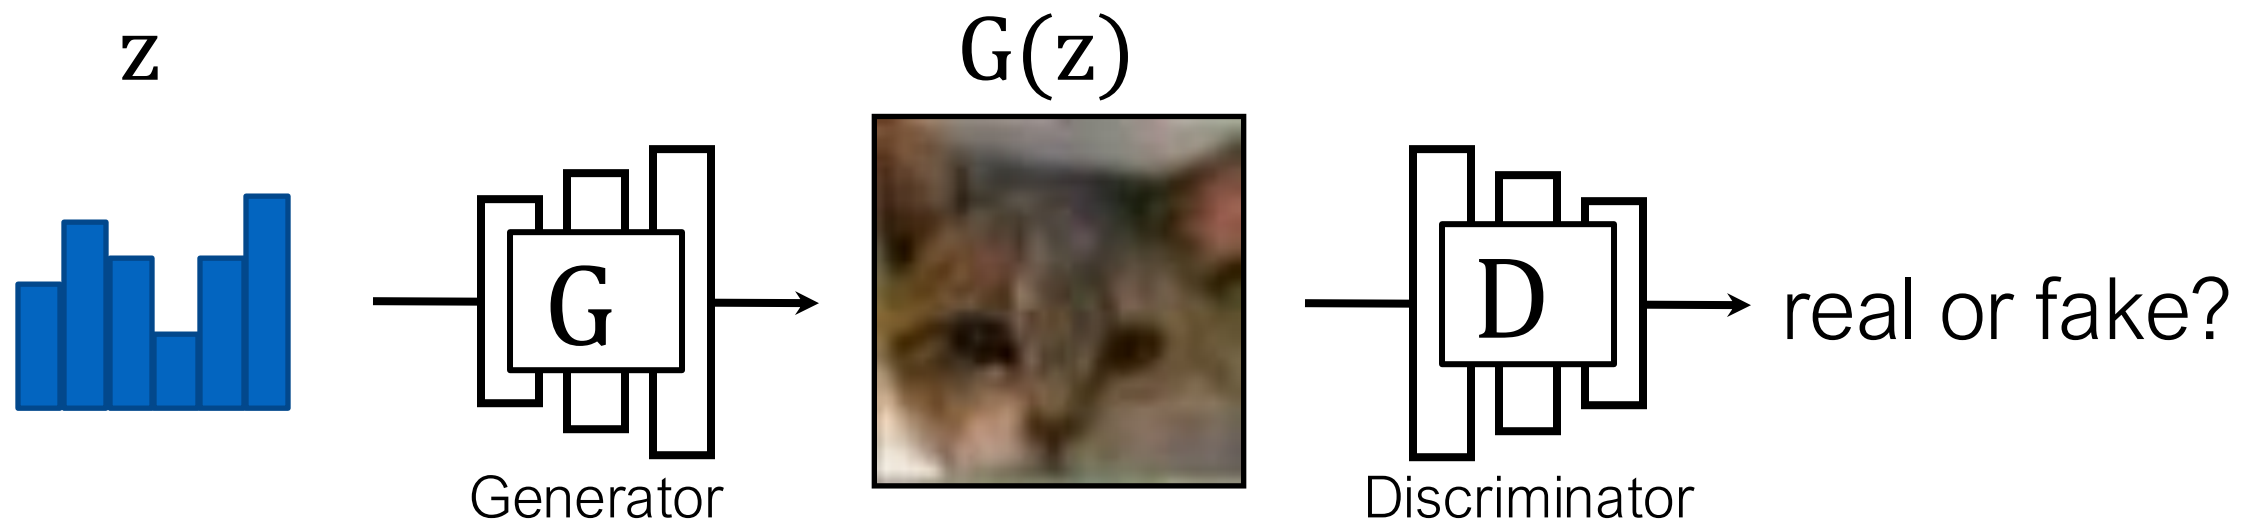 z
G(z)
G
D
real or fake?
Generator
Discriminator